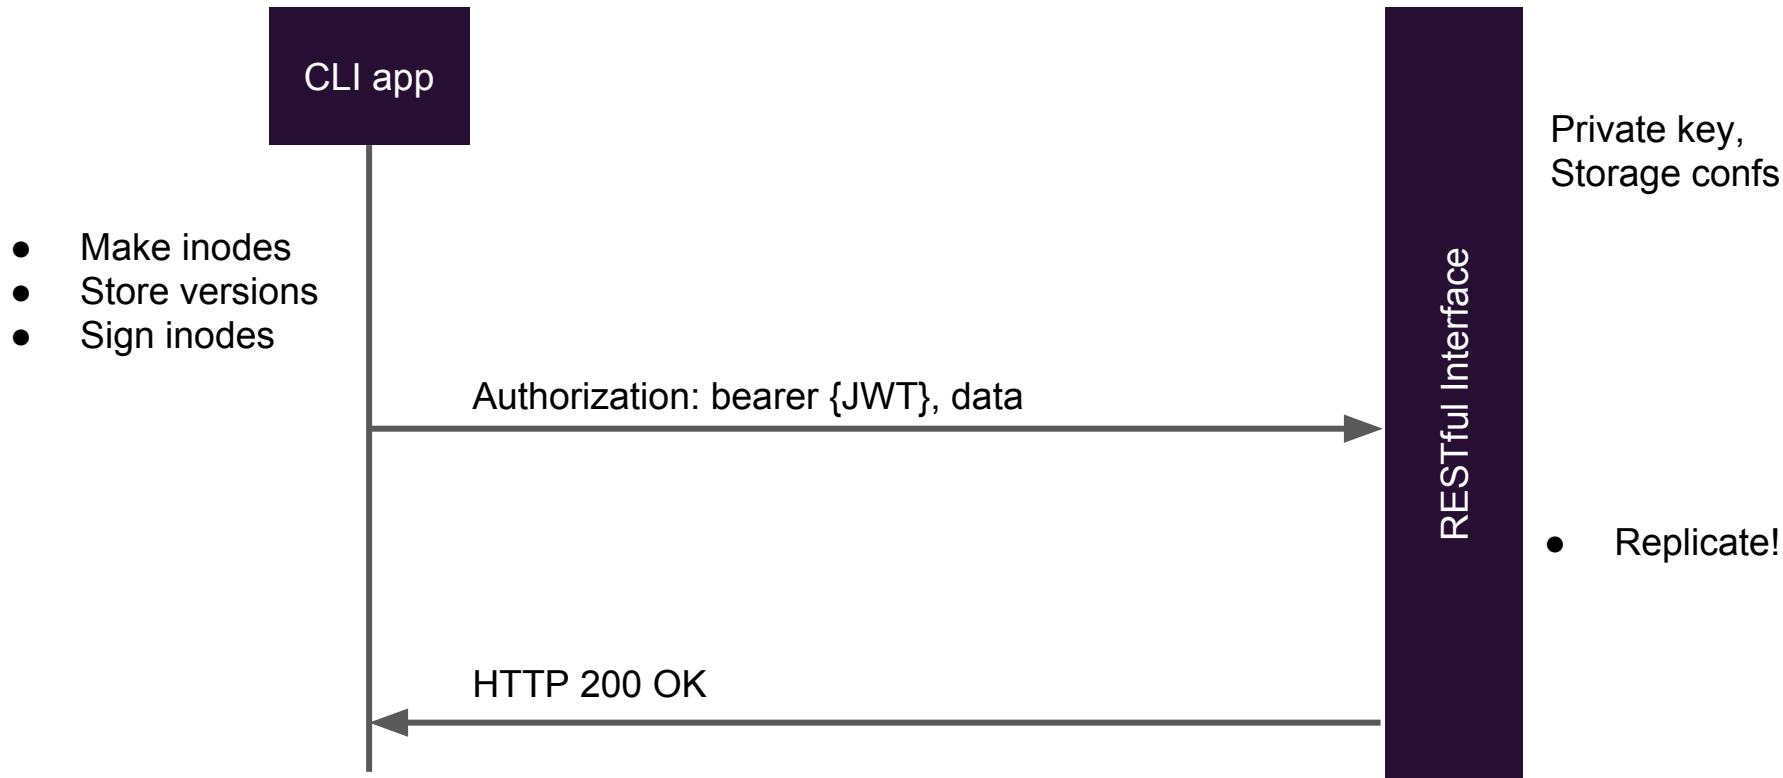 CLI app
Private key,
Storage confs
● Make inodes
● Store versions
● Sign inodes
RESTful Interface
Authorization: bearer {JWT}, data
● Replicate!
HTTP 200 OK